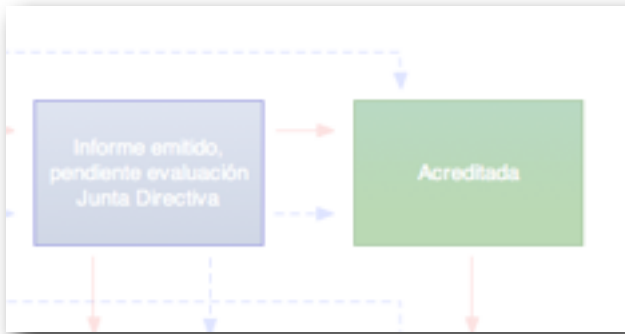 Informe emitido,
pendiente evaluación
Junta Directiva
Acreditada